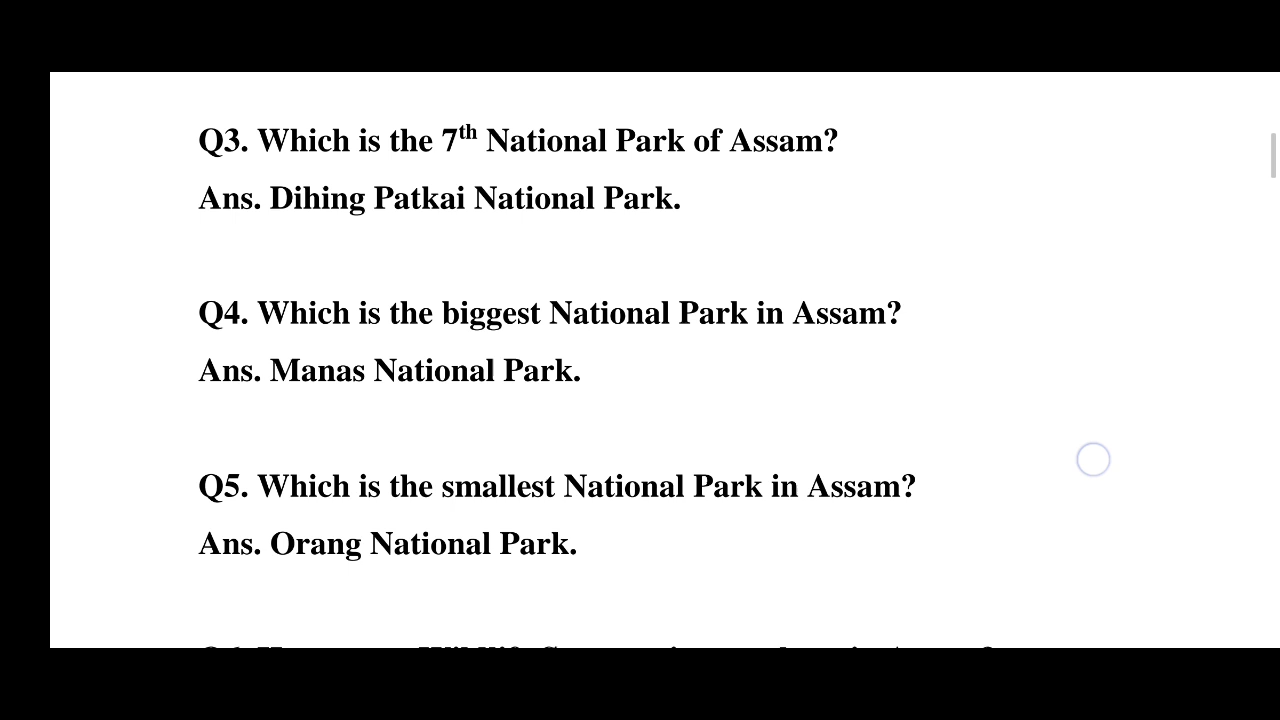 Q3. Which is the 7th National Park of Assam?
Ans. Dihing Patkai National Park.
Q4. Which is the biggest National Park in Assam?
Ans. Manas National Park.
Q5. Which is the smallest National Park in Assam?
Ans. Orang National Park.